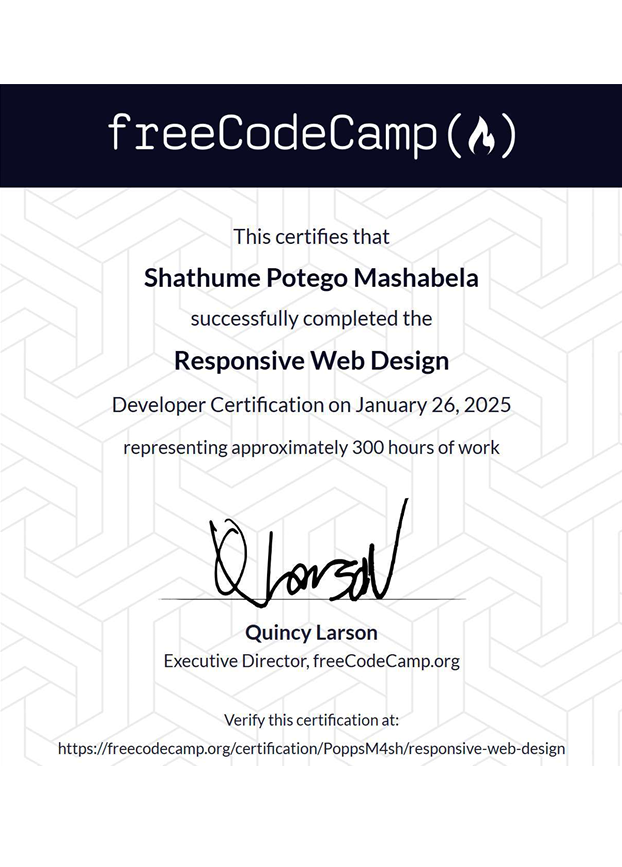 freeCodeCamp(🔥)
This certifies that
Shathume Potego Mashabela
successfully completed the
Responsive Web Design
Developer Certification on January 26, 2025
representing approximately 300 hours of work
Q Larson
Quincy Larson
Executive Director, freeCodeCamp.org
Verify this certification at:
https://freecodecamp.org/certification/PoppsM4sh/responsive-web-design